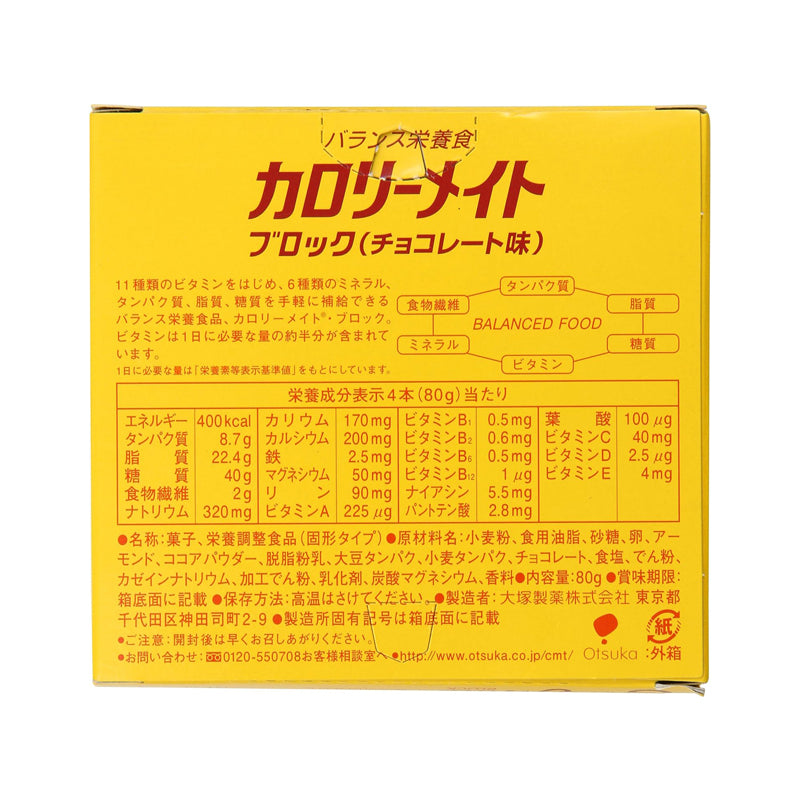 バランス栄養食
カロリーメイト
ブロック(チョコレート味)
11種類のビタミンをはじめ、6種類のミネラル、
タンパク質、脂質、糖質を手軽に補給できる
バランス栄養食品、カロリーメイト®・ブロック。
ビタミンは1日に必要な量の約半分が含まれて
います。
1日に必要な量は「栄養素等表示基準値」をもとにしています。
タンパク質
食物繊維
脂質
BALANCED FOOD
ミネラル
糖質
ビタミン
栄養成分表示4本(80g)当たり
エネルギー 400kcal カリウム 170mg ビタミンB1 0.5mg 葉酸 100μg
タンパク質 8.7g カルシウム 200mg ビタミンB2 0.6mg ビタミンC 40mg
脂質 22.4g 鉄 2.5mg ビタミンB6 0.5mg ビタミンD 2.5μg
糖質 40g マグネシウム 50mg ビタミンB12 1μg ビタミンE 4mg
食物繊維 2g リン 90mg ナイアシン 5.5mg
ナトリウム 320mg ビタミンA 225μg パントテン酸 2.8mg
●名称:菓子、栄養調整食品(固形タイプ)●原材料名:小麦粉、食用油脂、砂糖、卵、アー
モンド、ココアパウダー、脱脂粉乳、大豆タンパク、小麦タンパク、チョコレート、食塩、でん粉、
カゼインナトリウム、加工でん粉、乳化剤、炭酸マグネシウム、香料●内容量:80g●賞味期限:
箱底面に記載●保存方法:高温はさけてください。●製造者:大塚製薬株式会社 東京都
千代田区神田司町2-9●製造所固有記号は箱底面に記載
●ご注意:開封後は早くお召しあがりください。
●お問い合わせ:0120-550708お客様相談室へ●http://www.otsuka.co.jp/cmt/
Otsuka
紙
:外箱